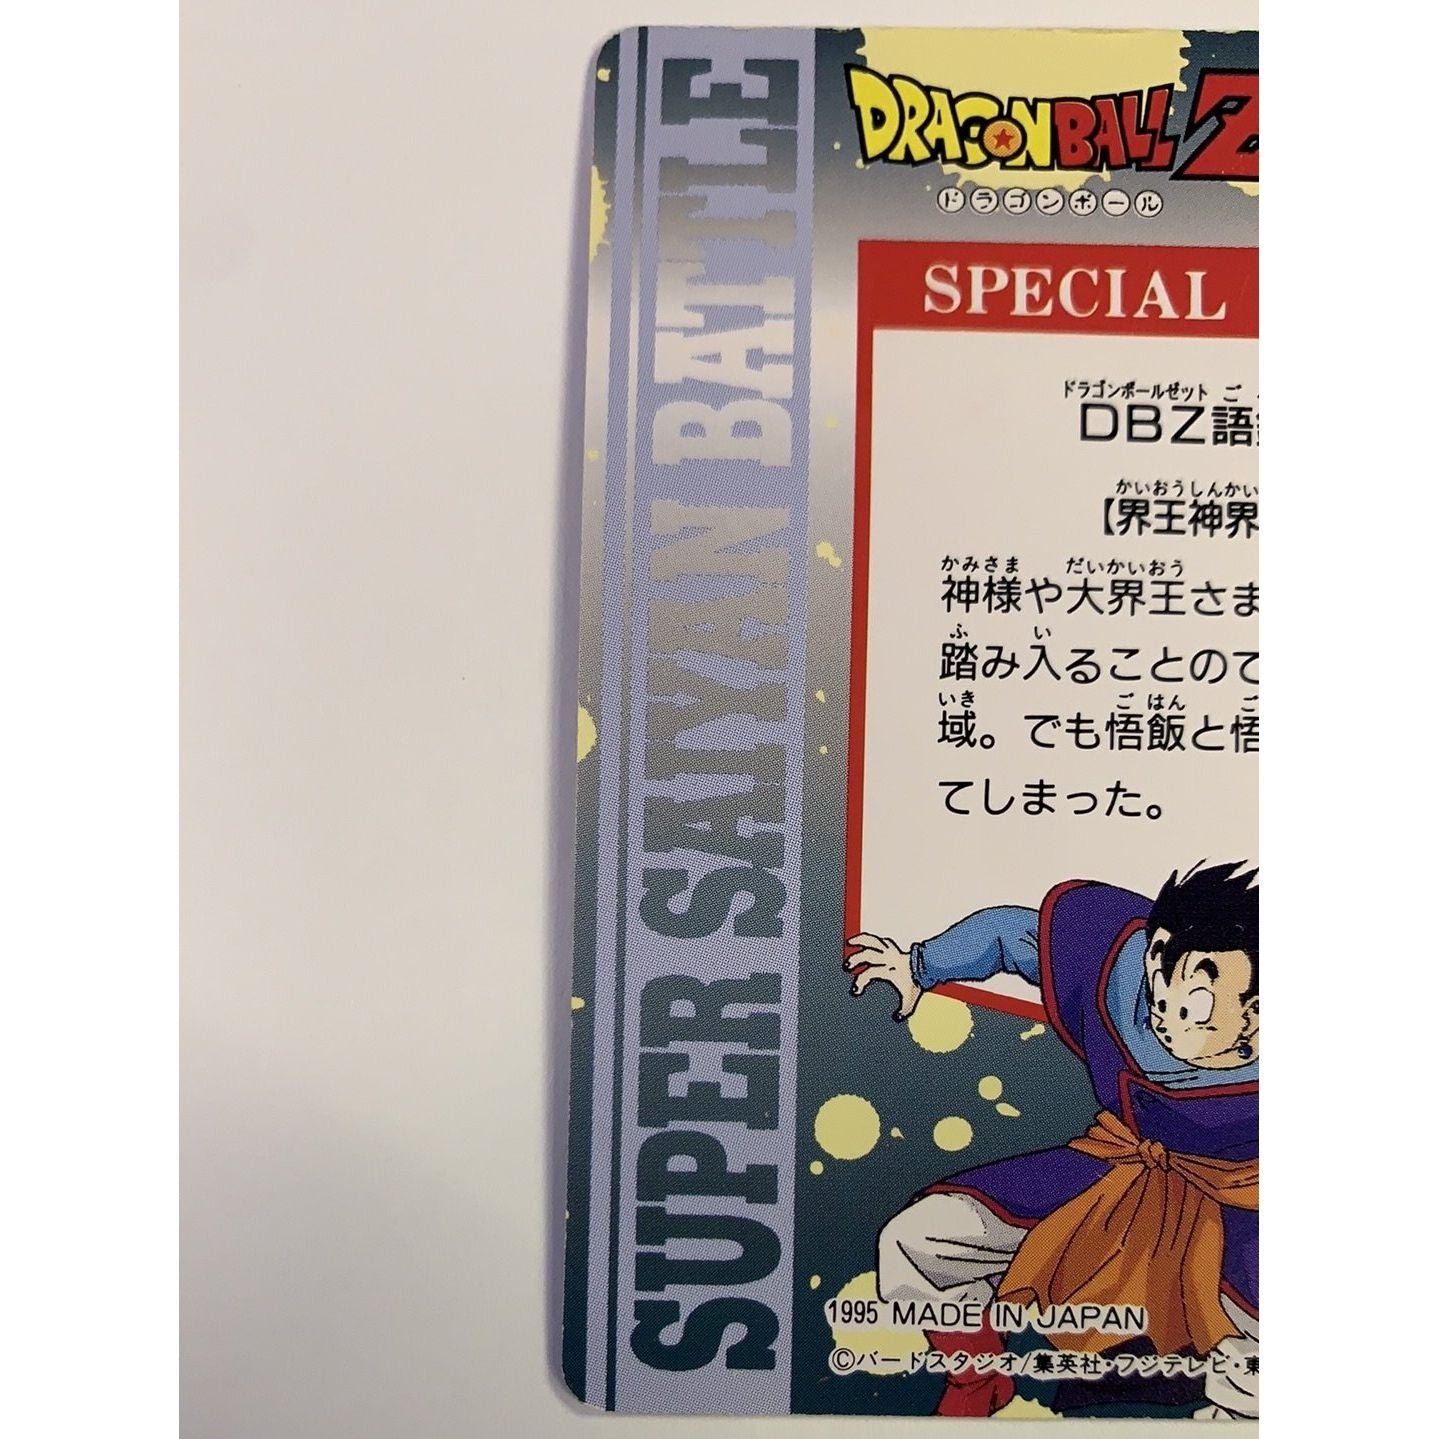 SUPER SAIYAN BATTLE
DRAGON BALL Z
ドラゴンボール
SPECIAL
ドラゴンボールゼット ご
DBZ語
かいおうしんかい
【界王神界
かみさま だいかいおう
神様や大界王さま
ふ い
踏み入ることので
いき ご はん ご
域。でも悟飯と悟
てしまった。
1995 MADE IN JAPAN
©バードスタジオ/集英社・フジテレビ・東